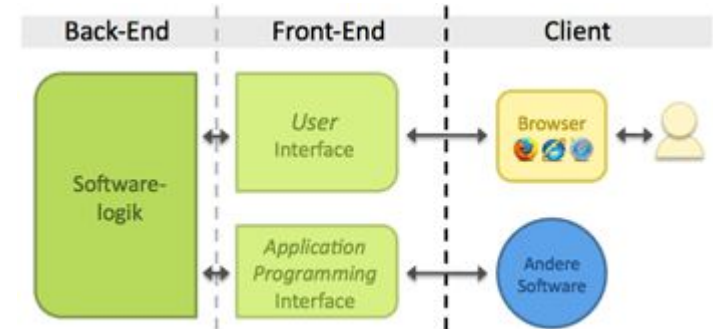 Back-End
Front-End
Client
Software-
logik
User
Interface
Browser
Application
Programming
Interface
Andere
Software